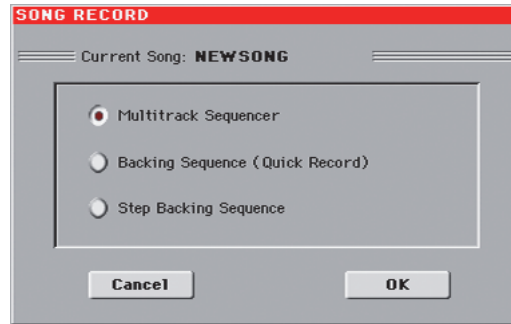 SONG RECORD
Current Song: NEWSONG
Multitrack Sequencer
Backing Sequence (Quick Record)
Step Backing Sequence
Cancel OK